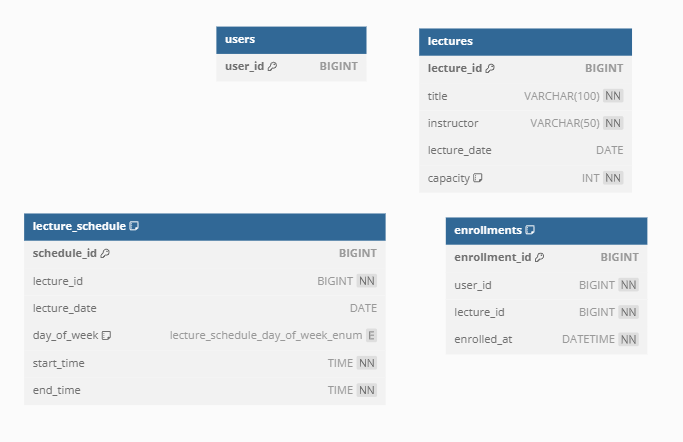 users
user_id BIGINT
lectures
lecture_id BIGINT
title VARCHAR(100) NN
instructor VARCHAR(50) NN
lecture_date DATE
capacity INT NN
lecture_schedule
schedule_id BIGINT
lecture_id BIGINT NN
lecture_date DATE
day_of_week lecture_schedule_day_of_week_enum E
start_time TIME NN
end_time TIME NN
enrollments
enrollment_id BIGINT
user_id BIGINT NN
lecture_id BIGINT NN
enrolled_at DATETIME NN